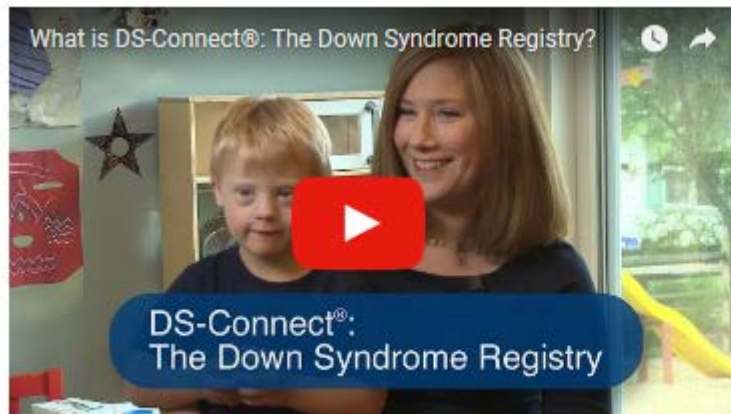 What is DS-Connect®: The Down Syndrome Registry?
DS-Connect®:
The Down Syndrome Registry